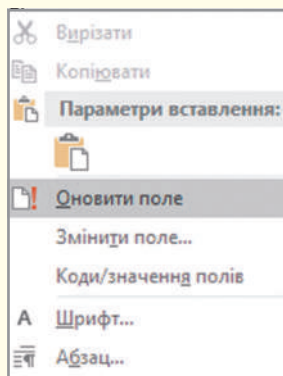 Вирізати
Копіювати
Параметри вставлення:
Оновити поле
Змінити поле...
Коди/значення полів
Шрифт...
Абзац...